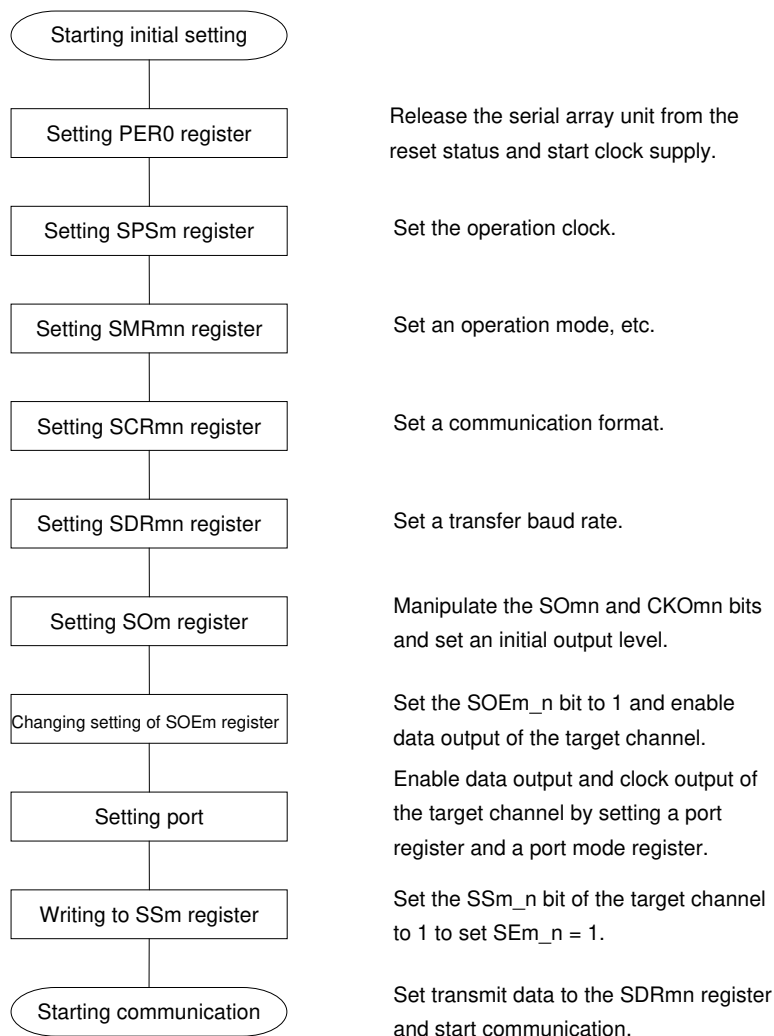 Starting initial setting
Setting PER0 register
Release the serial array unit from the
reset status and start clock supply.
Setting SPSm register
Set the operation clock.
Setting SMRmn register
Set an operation mode, etc.
Setting SCRmn register
Set a communication format.
Setting SDRmn register
Set a transfer baud rate.
Setting SOm register
Manipulate the SOmn and CKOmn bits
and set an initial output level.
Changing setting of SOEm register
Set the SOEm_n bit to 1 and enable
data output of the target channel.
Setting port
Enable data output and clock output of
the target channel by setting a port
register and a port mode register.
Writing to SSm register
Set the SSm_n bit of the target channel
to 1 to set SEm_n = 1.
Starting communication
Set transmit data to the SDRmn register
and start communication.